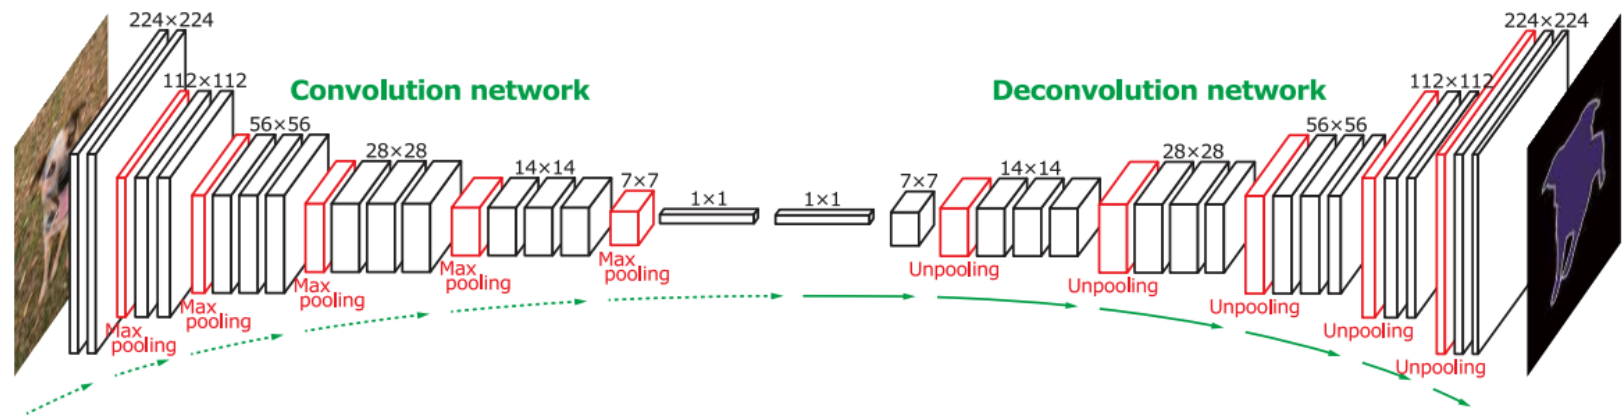 224×224
112×112
Convolution network
56×56
28×28
14×14
7×7
1×1
1×1
7×7
14×14
28×28
Deconvolution network
56×56
112×112
224×224
Max
pooling
Max
pooling
Max
pooling
Max
pooling
Max
pooling
Unpooling
Unpooling
Unpooling
Unpooling
Unpooling